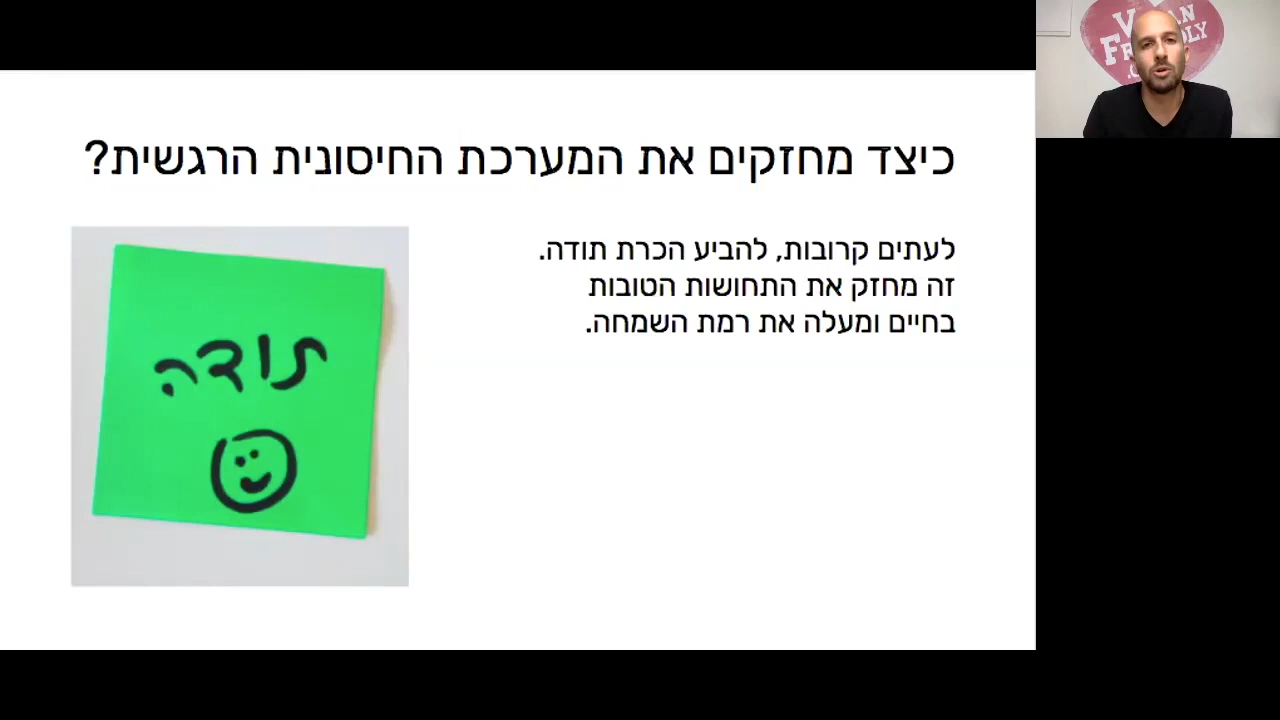 כיצד מחזקים את המערכת החיסונית הרגשית?
לעתים קרובות, להביע הכרת תודה.
זה מחזק את התחושות הטובות
בחיים ומעלה את רמת השמחה.
תודה